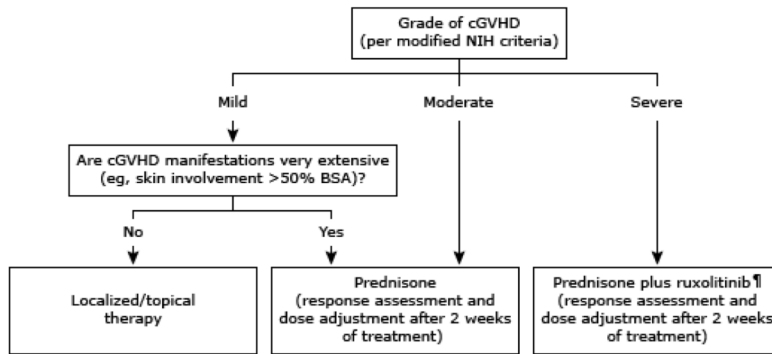 Grade of cGVHD
(per modified NIH criteria)
Mild
Moderate
Severe
Are cGVHD manifestations very extensive
(eg, skin involvement >50% BSA)?
No
Yes
Localized/topical
therapy
Prednisone
(response assessment and
dose adjustment after 2 weeks
of treatment)
Prednisone plus ruxolitinib¶
(response assessment and
dose adjustment after 2 weeks
of treatment)